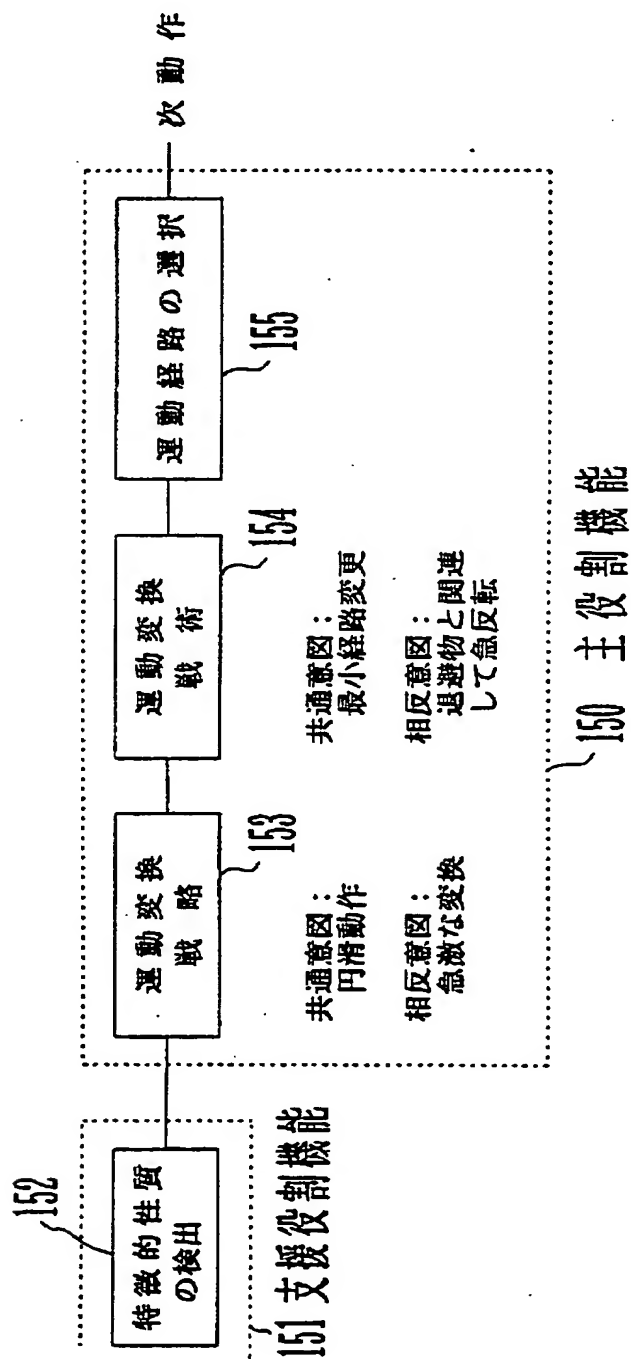 152
特徴的性質
の検出
151 支援役割機能
運動変換
戦略
153
共通意図：
円滑動作
相反意図：
急激な変換
運動変換
戦術
154
共通意図：
最小経路変更
相反意図：
退避物と関連
して急反転
運動経路の選択
155
次動作
150 主役割機能